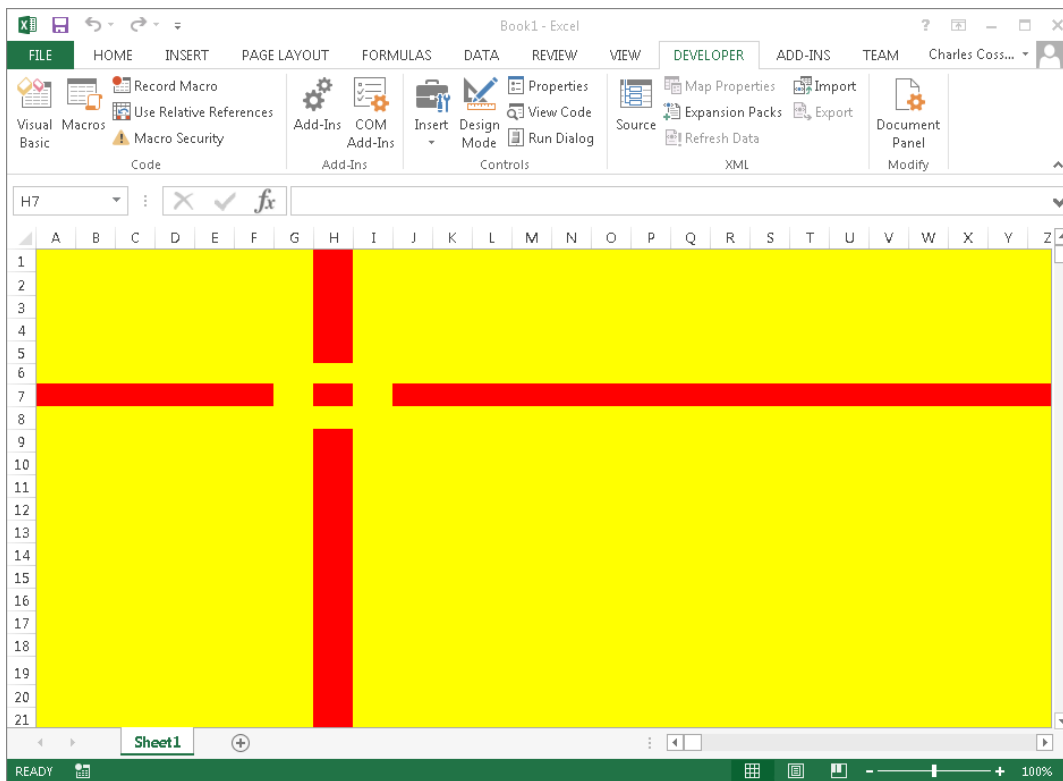 Book1 - Excel
FILE HOME INSERT PAGE LAYOUT FORMULAS DATA REVIEW VIEW DEVELOPER ADD-INS TEAM Charles Coss...
Visual Basic
Macros
Record Macro
Use Relative References
Macro Security
Code
Add-Ins
COM Add-Ins
Add-Ins
Insert
Design Mode
Properties
View Code
Run Dialog
Controls
Source
Map Properties
Expansion Packs
Refresh Data
Import
Export
XML
Document Panel
Modify
H7 fx
A B C D E F G H I J K L M N O P Q R S T U V W X Y Z
1
2
3
4
5
6
7
8
9
10
11
12
13
14
15
16
17
18
19
20
21
Sheet1
READY 100%